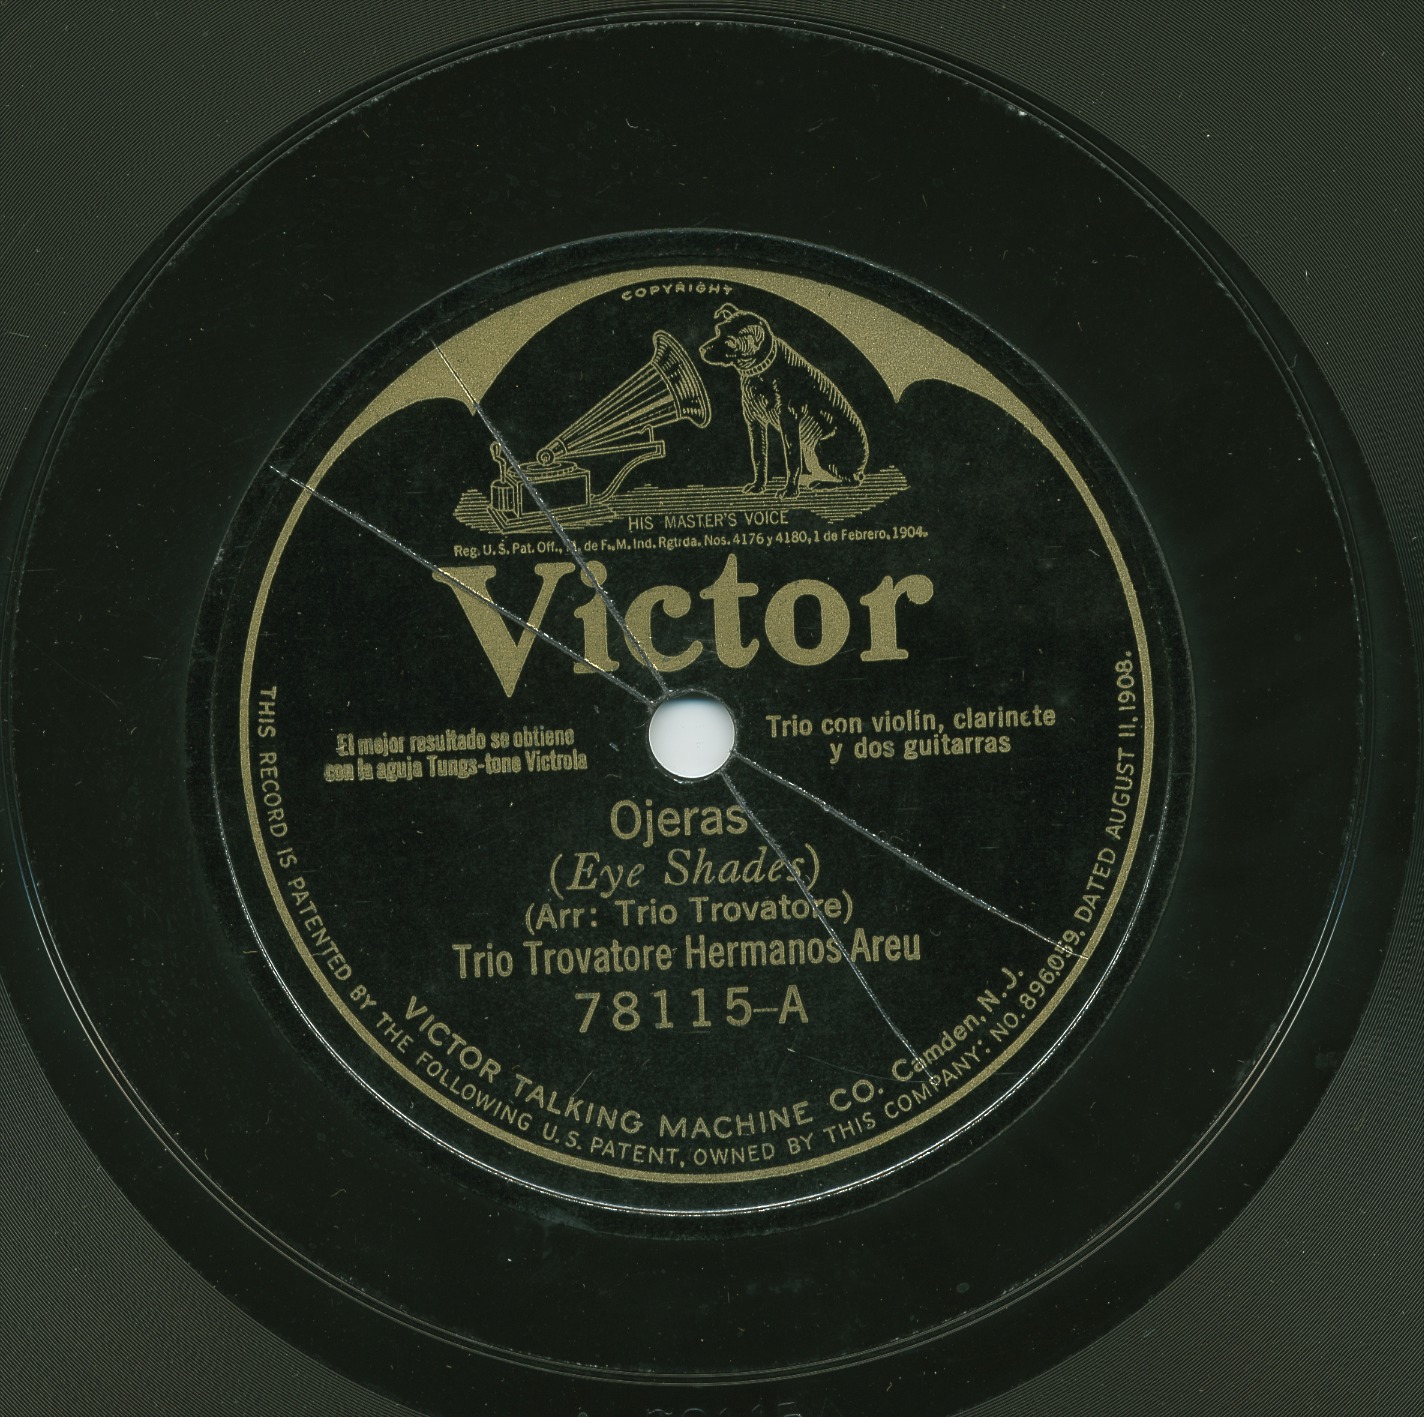 COPYRIGHT
HIS MASTER'S VOICE
Reg. U. S. Pat. Off., M. de F., M. Ind. Rgtrda. Nos. 4176 y 4180, 1 de Febrero, 1904.
Victor
El mejor resultado se obtiene
con la aguja Tungs-tone Victrola
Trio con violín, clarinete
y dos guitarras
Ojeras
(Eye Shades)
(Arr: Trio Trovatore)
Trio Trovatore Hermanos Areu
78115-A
VICTOR TALKING MACHINE CO. Camden, N. J.
THIS RECORD IS PATENTED BY THE FOLLOWING U. S. PATENT, OWNED BY THIS COMPANY: NO. 896,059, DATED AUGUST 11, 1908.